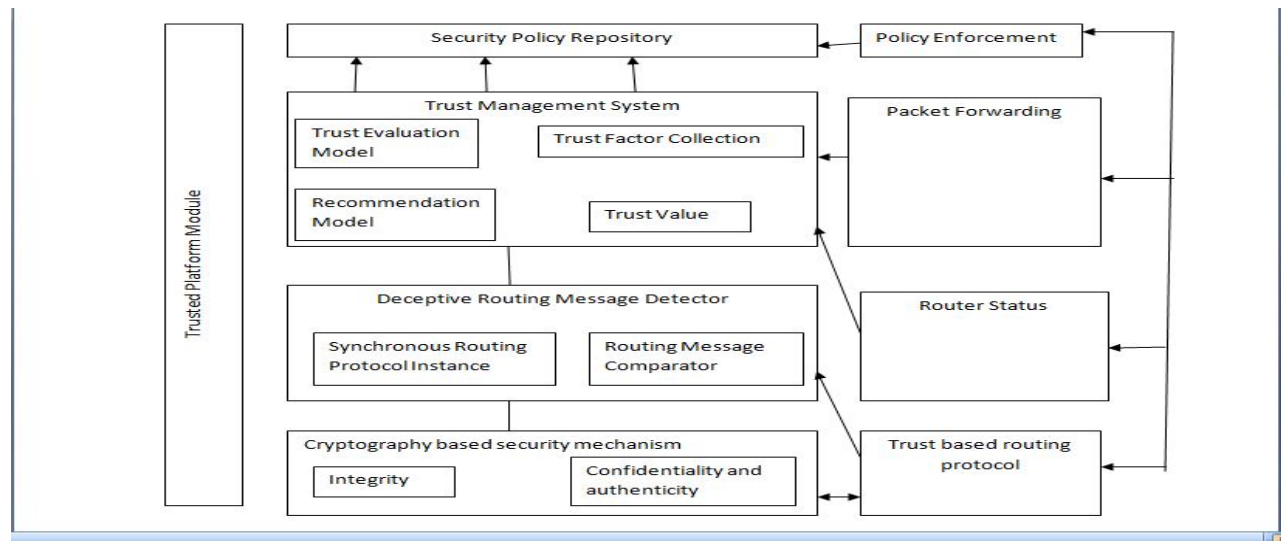 Trusted Platform Module
Security Policy Repository
Policy Enforcement
Trust Management System
Packet Forwarding
Trust Evaluation
Model
Trust Factor Collection
Recommendation
Model
Trust Value
Deceptive Routing Message Detector
Router Status
Synchronous Routing
Protocol Instance
Routing Message
Comparator
Cryptography based security mechanism
Trust based routing
protocol
Integrity
Confidentiality and
authenticity